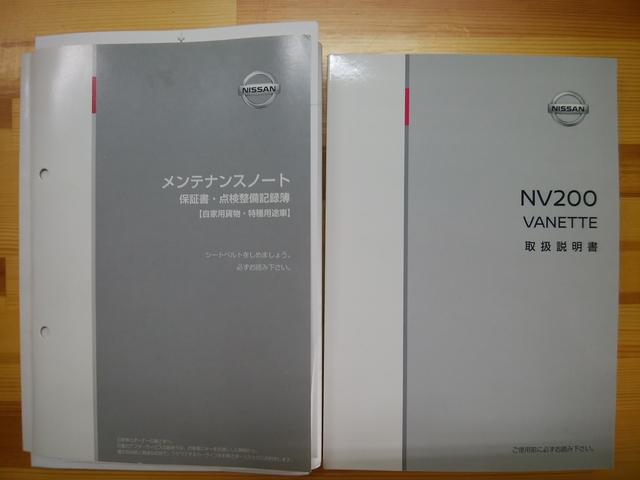 NISSAN
メンテナンスノート
保証書・点検整備記録簿
【自家用貨物・特種用途車】
シートベルトをしめましょう。
必ずお読み下さい。
NISSAN
NV200
VANETTE
取扱説明書
ご使用前に必ずお読み下さい。